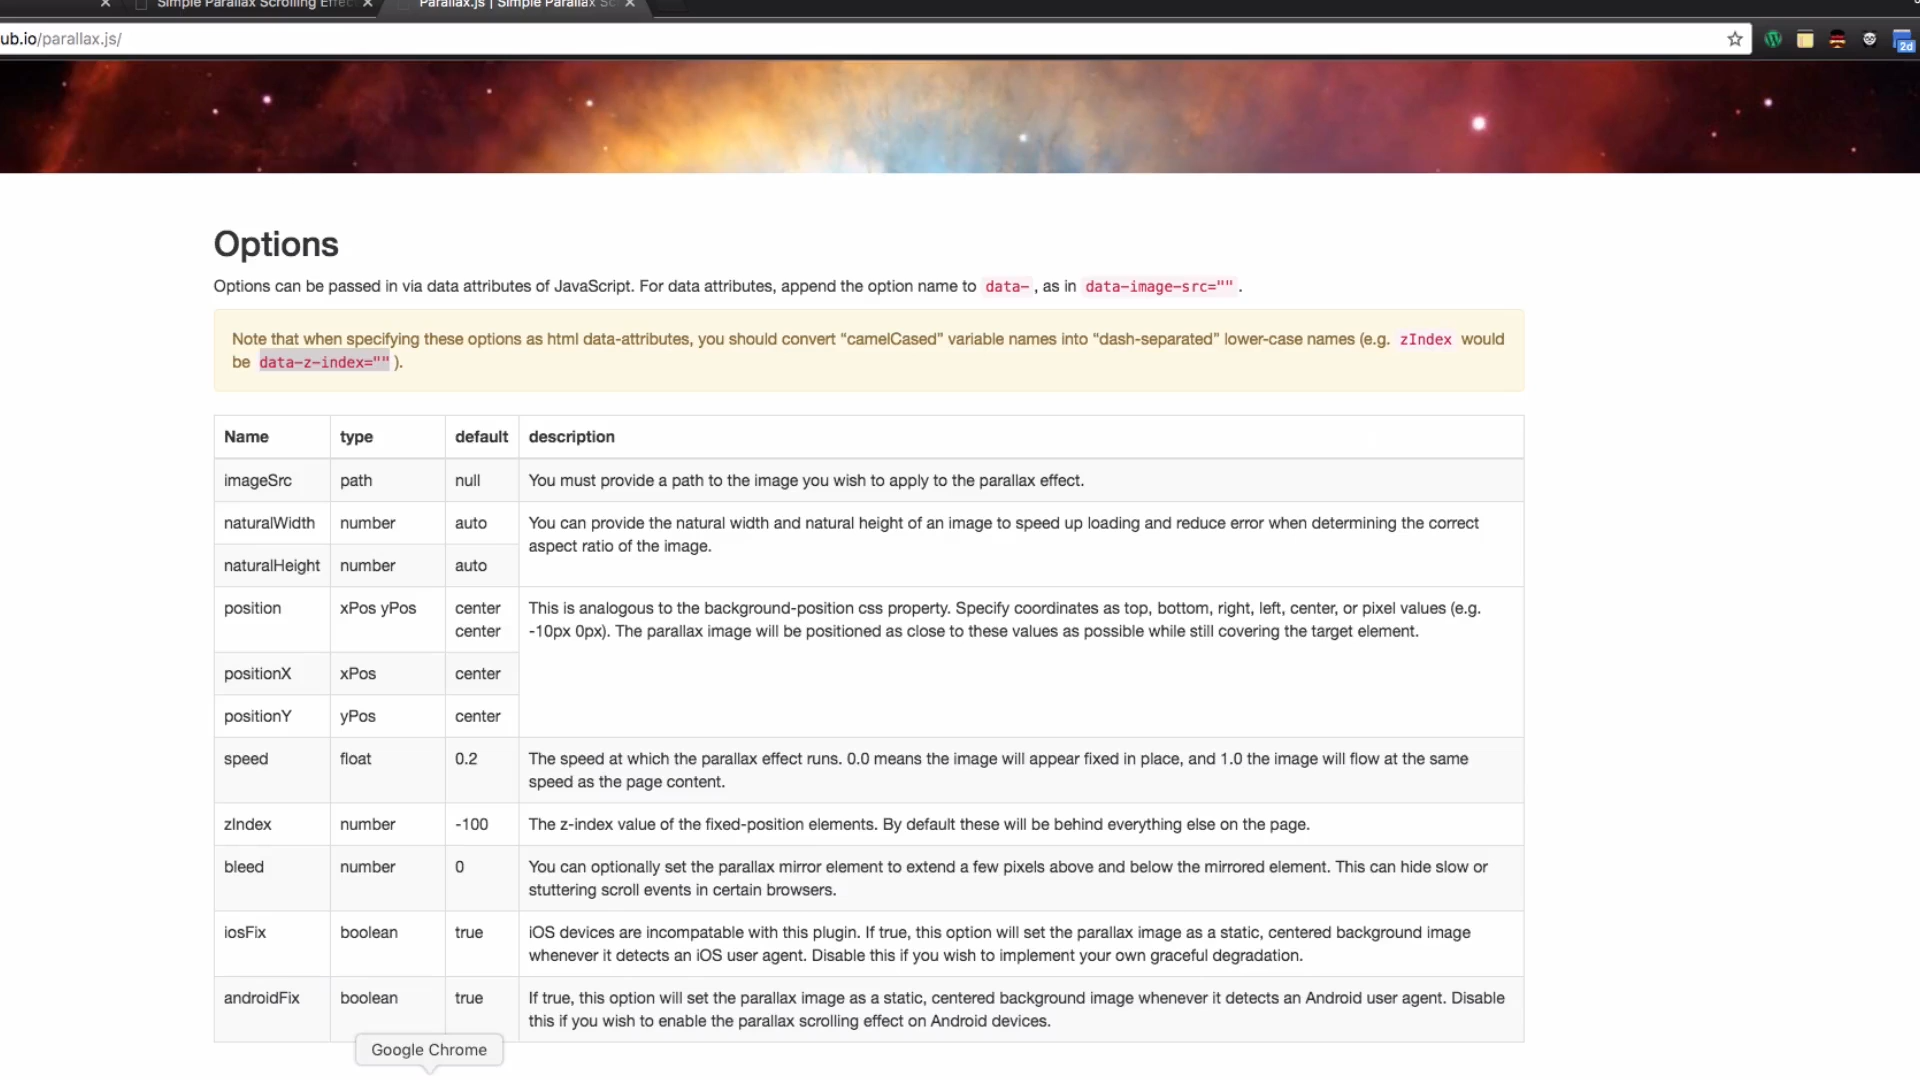 Simple Parallax Scrolling Effec
Parallax.js | Simple Parallax Sc
ub.io/parallax.js/
2d
Options
Options can be passed in via data attributes of JavaScript. For data attributes, append the option name to data- , as in data-image-src="" .
Note that when specifying these options as html data-attributes, you should convert “camelCased” variable names into “dash-separated” lower-case names (e.g. zIndex would
be data-z-index="" ).
Name type default description
imageSrc path null You must provide a path to the image you wish to apply to the parallax effect.
naturalWidth number auto You can provide the natural width and natural height of an image to speed up loading and reduce error when determining the correct
aspect ratio of the image.
naturalHeight number auto
position xPos yPos center This is analogous to the background-position css property. Specify coordinates as top, bottom, right, left, center, or pixel values (e.g.
center -10px 0px). The parallax image will be positioned as close to these values as possible while still covering the target element.
positionX xPos center
positionY yPos center
speed float 0.2 The speed at which the parallax effect runs. 0.0 means the image will appear fixed in place, and 1.0 the image will flow at the same
speed as the page content.
zIndex number -100 The z-index value of the fixed-position elements. By default these will be behind everything else on the page.
bleed number 0 You can optionally set the parallax mirror element to extend a few pixels above and below the mirrored element. This can hide slow or
stuttering scroll events in certain browsers.
iosFix boolean true iOS devices are incompatable with this plugin. If true, this option will set the parallax image as a static, centered background image
whenever it detects an iOS user agent. Disable this if you wish to implement your own graceful degradation.
androidFix boolean true If true, this option will set the parallax image as a static, centered background image whenever it detects an Android user agent. Disable
this if you wish to enable the parallax scrolling effect on Android devices.
Google Chrome